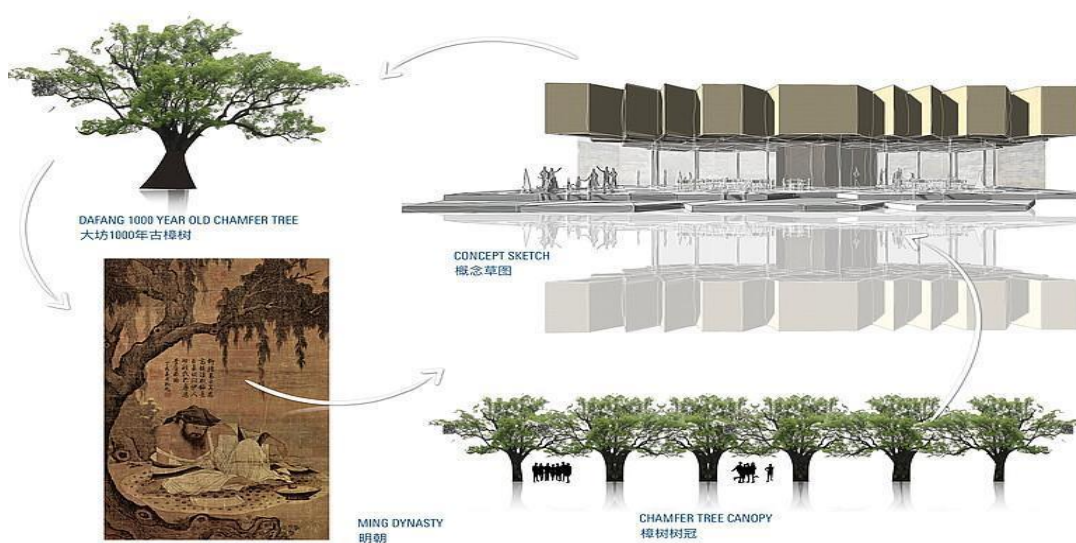 DAFANG 1000 YEAR OLD CHAMFER TREE
大坊1000年古樟树
CONCEPT SKETCH
概念草图
MING DYNASTY
明朝
CHAMFER TREE CANOPY
樟树树冠